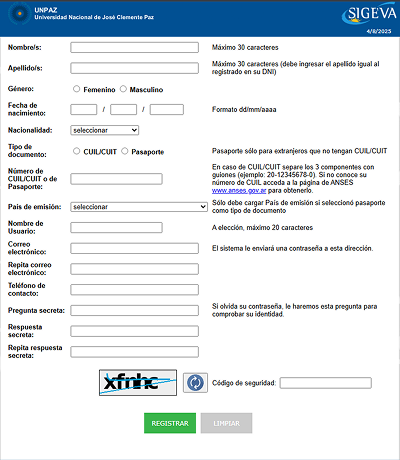 UNPAZ
Universidad Nacional de José Clemente Paz
SIGEVA
4/8/2025
Nombre/s:
Máximo 30 caracteres
Apellido/s:
Máximo 30 caracteres (debe ingresar el apellido igual al
registrado en su DNI)
Género:
Femenino
Masculino
Fecha de
nacimiento:
/ /
Formato dd/mm/aaaa
Nacionalidad:
seleccionar
Tipo de
documento:
CUIL/CUIT
Pasaporte
Pasaporte sólo para extranjeros que no tengan CUIL/CUIT
Número de
CUIL/CUIT o de
Pasaporte:
En caso de CUIL/CUIT separe los 3 componentes con
guiones (ejemplo: 20-12345678-0). Si no conoce su
número de CUIL acceda a la página de ANSES
www.anses.gov.ar para obtenerlo.
País de emisión:
seleccionar
Sólo debe cargar País de emisión si seleccionó pasaporte
como tipo de documento
Nombre de
Usuario:
A elección, máximo 20 caracteres
Correo
electrónico:
El sistema le enviará una contraseña a esta dirección.
Repita correo
electrónico:
Teléfono de
contacto:
Pregunta secreta:
Si olvida su contraseña, le haremos esta pregunta para
comprobar su identidad.
Respuesta
secreta:
Repita respuesta
secreta:
Código de seguridad:
REGISTRAR
LIMPIAR